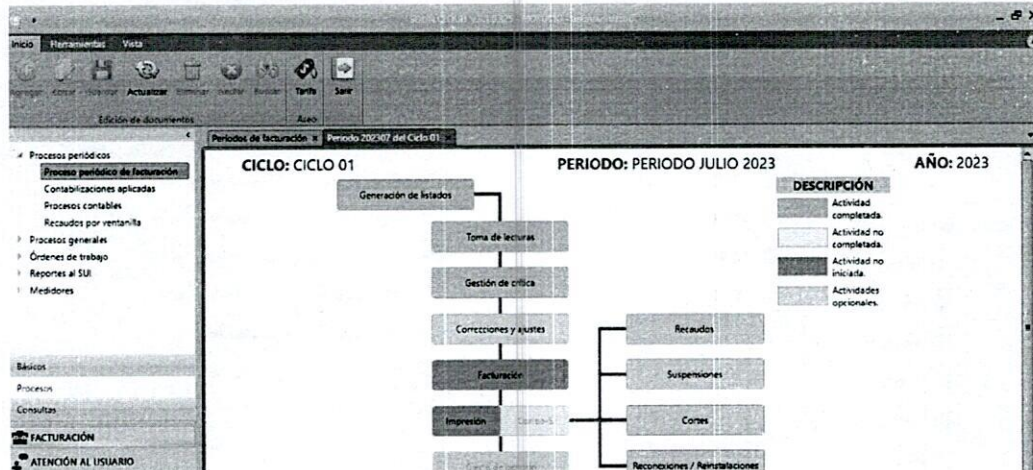 Inicio Herramientas Vista
Actualizar Eliminar Tarifa Salir
Edición de documentos Aseo
Periodos de facturación × Periodo 202307 del Ciclo 01
Procesos periódicos
Proceso periódico de facturación
Contabilizaciones aplicadas
Procesos contables
Recaudos por ventanilla
Procesos generales
Órdenes de trabajo
Reportes al SUI
Medidores
Básicos
Procesos
Consultas
FACTURACIÓN
ATENCIÓN AL USUARIO
CICLO: CICLO 01 PERIODO: PERIODO JULIO 2023 AÑO: 2023
Generación de listados
Toma de lecturas
Gestión de crítica
Correcciones y ajustes
Facturación
Impresión
Recaudos
Suspensiones
Cortes
Reconexiones / Reinstalaciones
DESCRIPCIÓN
Actividad
completada.
Actividad no
completada.
Actividad no
iniciada.
Actividades
opcionales.